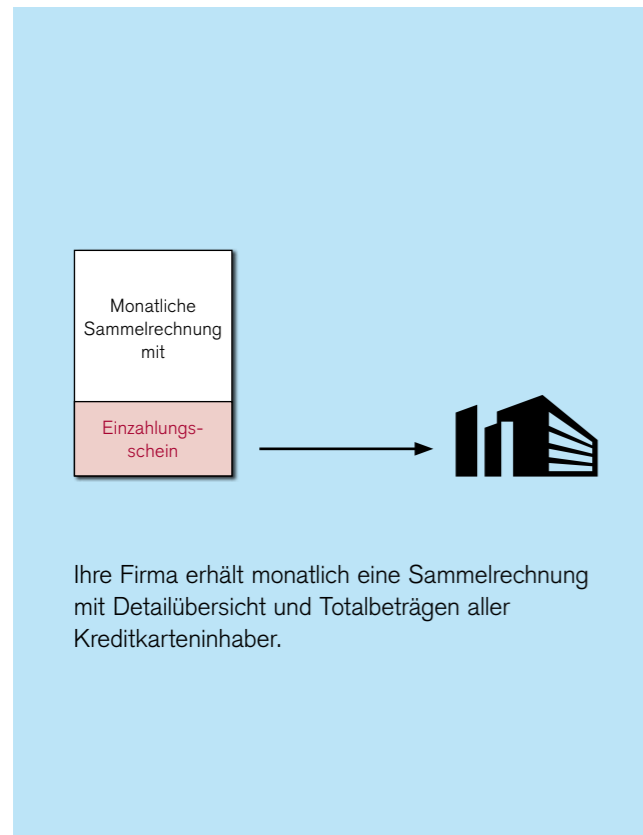 Monatliche
Sammelrechnung
mit
Einzahlungs-
schein
Ihre Firma erhält monatlich eine Sammelrechnung
mit Detailübersicht und Totalbeträgen aller
Kreditkarteninhaber.